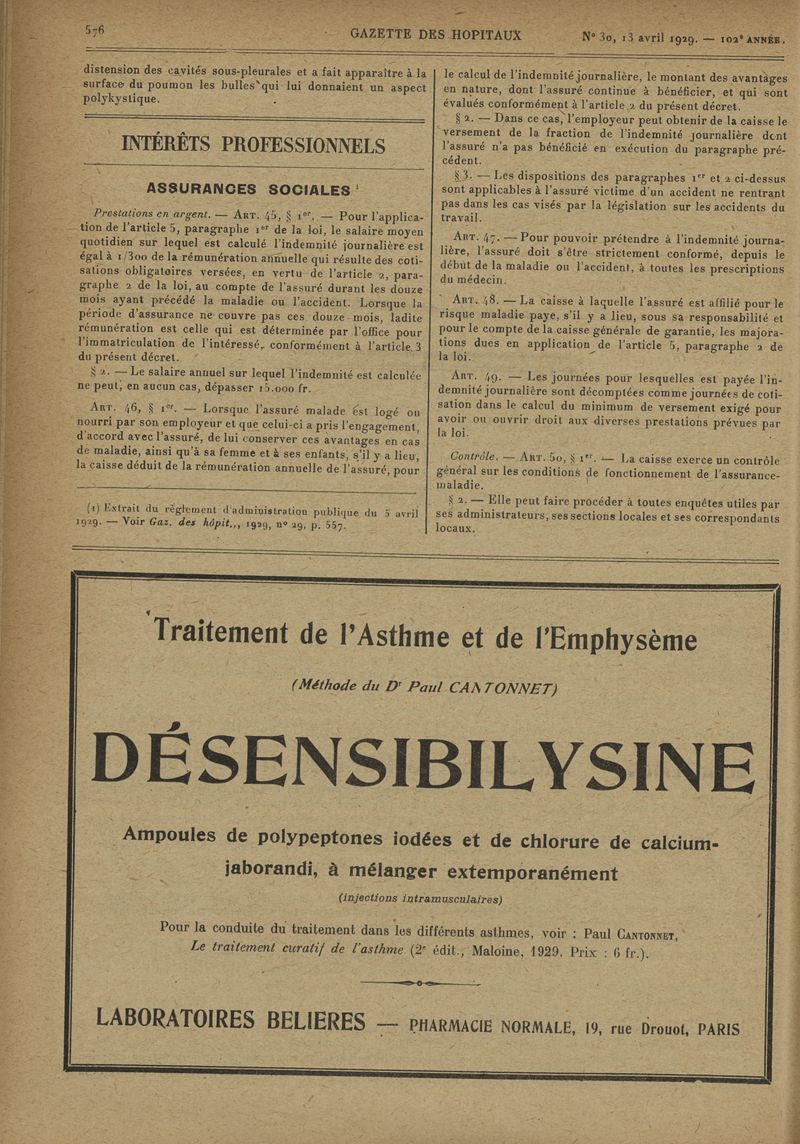 576
GAZETTE DES HOPITAUX
N° 30, 13 avril 1929. — 102e ANNÉE.
distension des cavités sous-pleurales et a fait apparaître à la
surface du poumon les bulles qui lui donnaient un aspect
polykystique.
INTÉRÊTS PROFESSIONNELS
ASSURANCES SOCIALES 1
Prestations en argent. — ART. 45, § 1er. — Pour l'applica-
tion de l'article 5, paragraphe 1er de la loi, le salaire moyen
quotidien sur lequel est calculé l'indemnité journalière est
égal à 1/300 de la rémunération annuelle qui résulte des coti-
sations obligatoires versées, en vertu de l'article 2, para-
graphe 2 de la loi, au compte de l'assuré durant les douze
mois ayant précédé la maladie ou l'accident. Lorsque la
période d'assurance ne couvre pas ces douze mois, ladite
rémunération est celle qui est déterminée par l'office pour
l'immatriculation de l'intéressé, conformément à l'article 3
du présent décret.
§ 2. — Le salaire annuel sur lequel l'indemnité est calculée
ne peut, en aucun cas, dépasser 15.000 fr.
ART. 46, § 1er. — Lorsque l'assuré malade est logé ou
nourri par son employeur et que celui-ci a pris l'engagement,
d'accord avec l'assuré, de lui conserver ces avantages en cas
de maladie, ainsi qu'à sa femme et à ses enfants, s'il y a lieu,
la caisse déduit de la rémunération annuelle de l'assuré, pour
(1) Extrait du règlement d'administration publique du 5 avril
1929. — Voir Gaz. des hôpit., 1929, n° 29, p. 557.
le calcul de l'indemnité journalière, le montant des avantages
en nature, dont l'assuré continue à bénéficier, et qui sont
évalués conformément à l'article 2 du présent décret.
§ 2. — Dans ce cas, l'employeur peut obtenir de la caisse le
versement de la fraction de l'indemnité journalière dont
l'assuré n'a pas bénéficié en exécution du paragraphe pré-
cédent.
§ 3. — Les dispositions des paragraphes 1er et 2 ci-dessus
sont applicables à l'assuré victime d'un accident ne rentrant
pas dans les cas visés par la législation sur les accidents du
travail.
ART. 47. — Pour pouvoir prétendre à l'indemnité journa-
lière, l'assuré doit s'être strictement conformé, depuis le
début de la maladie ou l'accident, à toutes les prescriptions
du médecin.
ART. 48. — La caisse à laquelle l'assuré est affilié pour le
risque maladie paye, s'il y a lieu, sous sa responsabilité et
pour le compte de la caisse générale de garantie, les majora-
tions dues en application de l'article 5, paragraphe 2 de
la loi.
ART. 49. — Les journées pour lesquelles est payée l'in-
demnité journalière sont décomptées comme journées de coti-
sation dans le calcul du minimum de versement exigé pour
avoir ou ouvrir droit aux diverses prestations prévues par
la loi.
Contrôle. — ART. 50, § 1er. — La caisse exerce un contrôle
général sur les conditions de fonctionnement de l'assurance-
maladie.
§ 2. — Elle peut faire procéder à toutes enquêtes utiles par
ses administrateurs, ses sections locales et ses correspondants
locaux.
Traitement de l'Asthme et de l'Emphysème
(Méthode du Dr Paul CANTONNET)
DÉSENSIBILYSINE
Ampoules de polypeptones iodées et de chlorure de calcium-
jaborandi, à mélanger extemporanément
(injections intramusculaires)
Pour la conduite du traitement dans les différents asthmes, voir : Paul CANTONNET,
Le traitement curatif de l'asthme (2e édit., Maloine, 1929. Prix : 6 fr.).
LABORATOIRES BELIERES — PHARMACIE NORMALE, 19, rue Drouot, PARIS